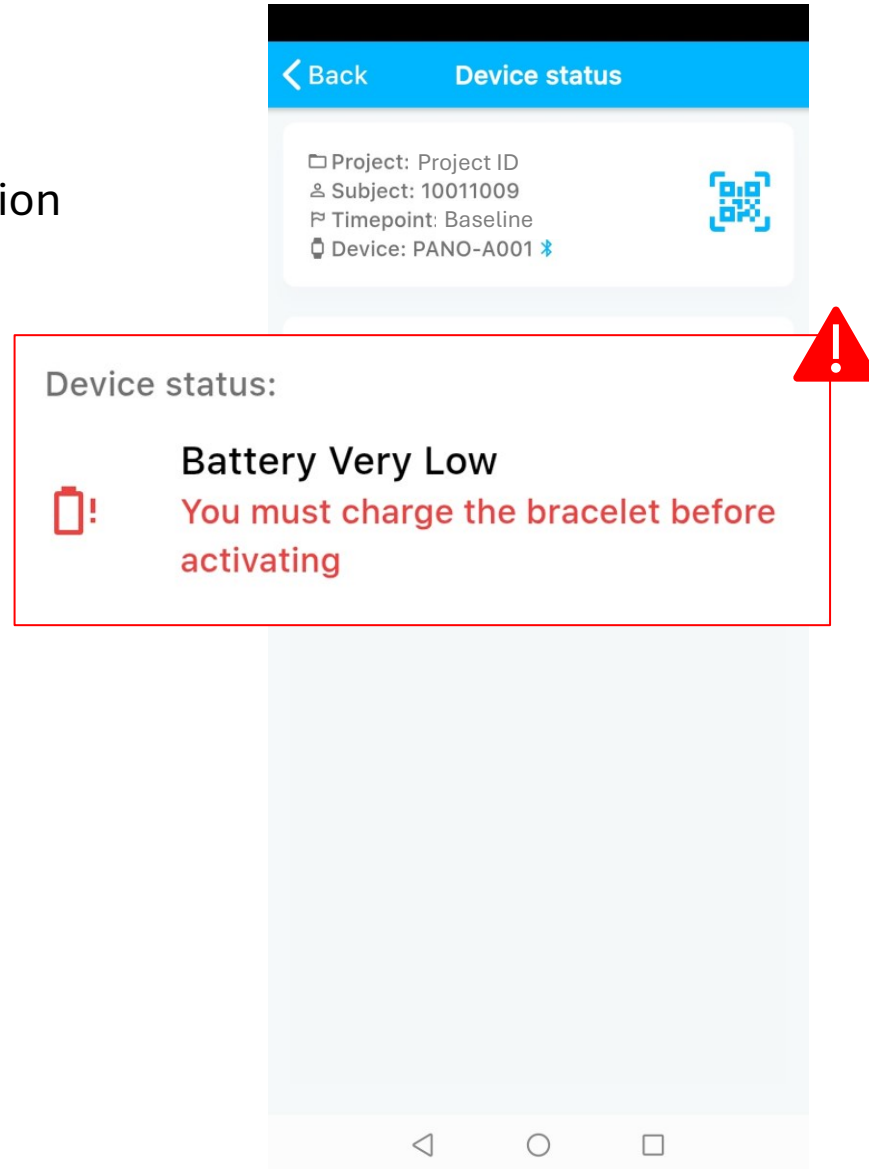 Back Device status
Project: Project ID
Subject: 10011009
Timepoint: Baseline
Device: PANO-A001
ion
Device status:
Battery Very Low
You must charge the bracelet before
activating